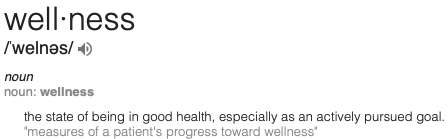 well·ness
/ˈwelnəs/
noun
noun: wellness
the state of being in good health, especially as an actively pursued goal.
"measures of a patient's progress toward wellness"